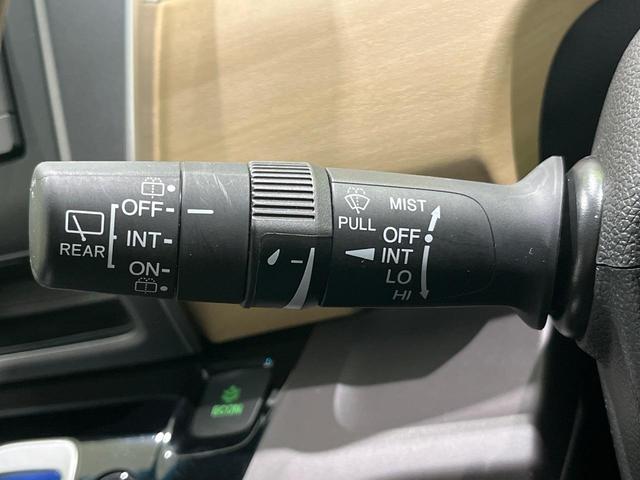 OFF
INT
ON
REAR
PULL
MIST
OFF
INT
LO
HI
ECON